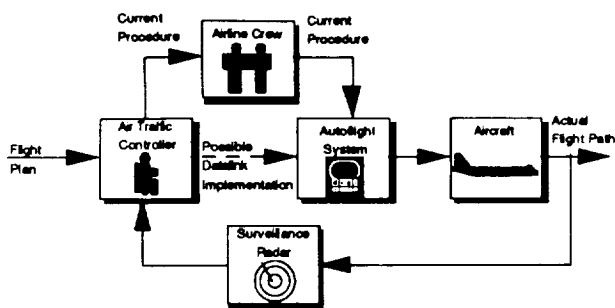 Current
Procedure
Airline Crew
Current
Procedure
Air Traffic
Controller
Possible
Datalink
Implementation
Autoflight
System
Aircraft
Actual
Flight Path
Flight
Plan
Surveillance
Radar